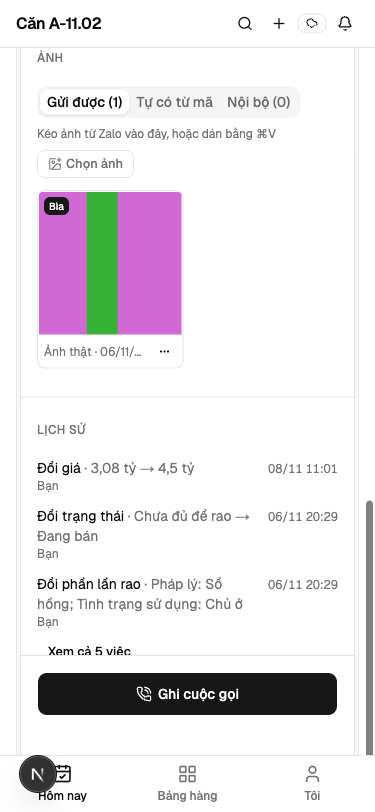 Căn A-11.02
ẢNH
Gửi được (1) Tự có từ mã Nội bộ (0)
Kéo ảnh từ Zalo vào đây, hoặc dán bằng ⌘V
Chọn ảnh
Bìa
Ảnh thật · 06/11/...
LỊCH SỬ
Đổi giá · 3,08 tỷ → 4,5 tỷ 08/11 11:01
Bạn
Đổi trạng thái · Chưa đủ để rao → 06/11 20:29
Đang bán
Bạn
Đổi phần lần rao · Pháp lý: Sổ 06/11 20:29
hồng; Tình trạng sử dụng: Chủ ở
Bạn
Xem cả 5 việc
Ghi cuộc gọi
N
Hôm nay Bảng hàng Tôi